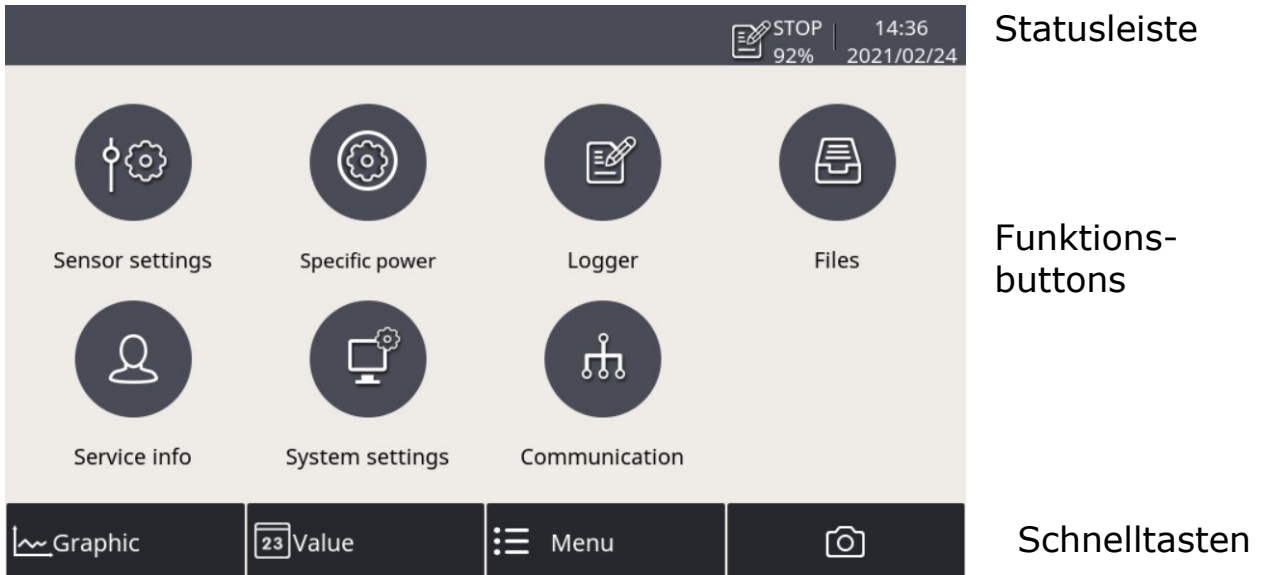 STOP 14:36
92% 2021/02/24
Statusleiste
Sensor settings Specific power Logger Files
Funktions-
buttons
Service info System settings Communication
Graphic 23 Value Menu
Schnelltasten